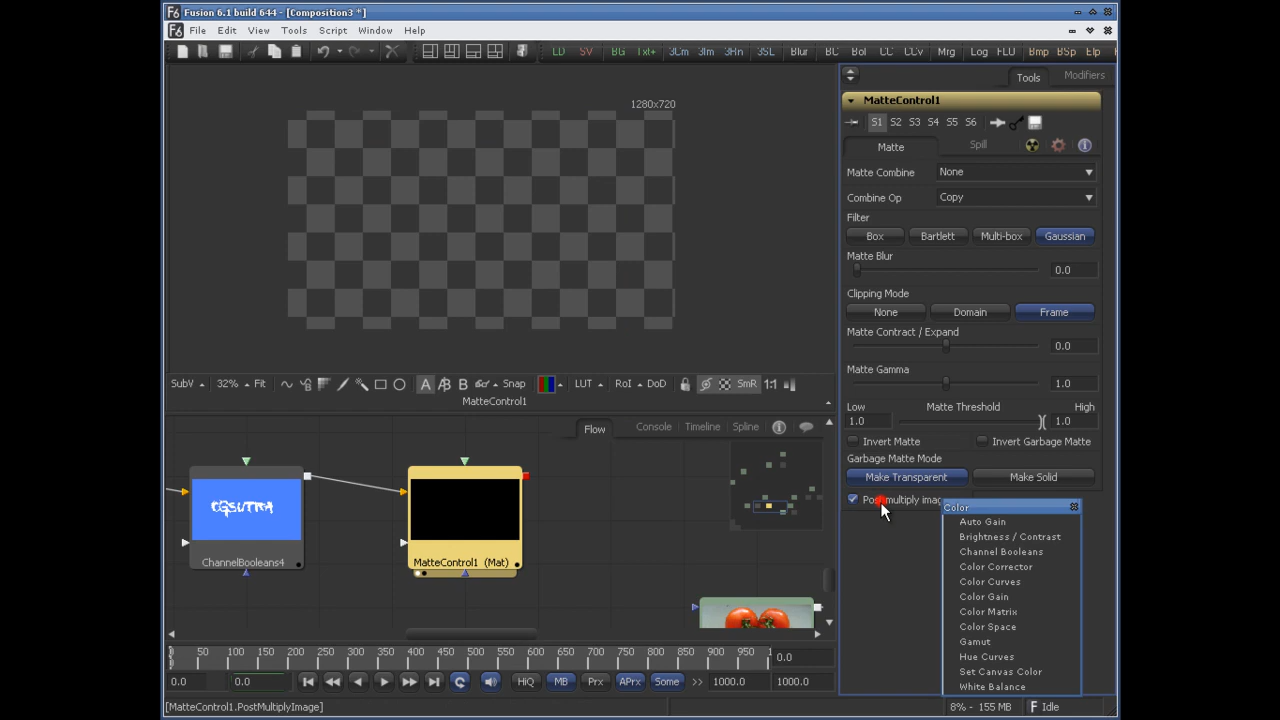 Fusion 6.1 build 644 - [Composition3 *]
File Edit View Tools Script Window Help
LD SV BG Txt+ 3Cm 3Im 3Rn 3SL Blur BC Bol CC CCv Mrg Log FLU Bmp BSp Elp
1280x720
Tools Modifiers
MatteControl1
S1 S2 S3 S4 S5 S6
Matte Spill
Matte Combine None
Combine Op Copy
Filter
Box Bartlett Multi-box Gaussian
Matte Blur
0.0
Clipping Mode
None Domain Frame
Matte Contract / Expand
0.0
Matte Gamma
1.0
Low Matte Threshold High
1.0 1.0
Invert Matte Invert Garbage Matte
Garbage Matte Mode
Make Transparent Make Solid
Color
Auto Gain
Brightness / Contrast
Channel Booleans
Color Corrector
Color Curves
Color Gain
Color Matrix
Color Space
Gamut
Hue Curves
Set Canvas Color
White Balance
SubV 32% Fit A B Snap LUT RoI DoD SmR 1:1
MatteControl1
Flow Console Timeline Spline
CGSUTRA
ChannelBooleans4
MatteControl1 (Mat)
50 100 150 200 250 300 350 400 450 500 550 600 650 700 750 800 850 900 950
0.0
0.0 0.0 HiQ MB Prx APrx Some 1000.0 1000.0
[MatteControl1.PostMultiplyImage]
8% - 155 MB Idle